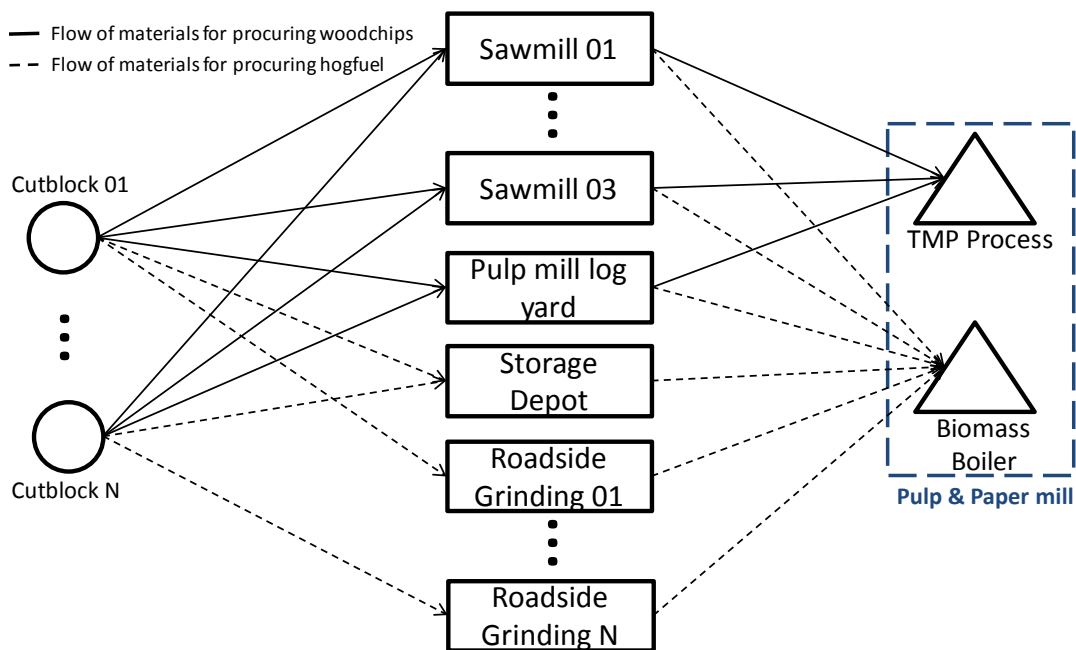 Flow of materials for procuring woodchips
Flow of materials for procuring hogfuel
Sawmill 01
Cutblock 01
Sawmill 03
TMP Process
Pulp mill log
yard
Storage
Depot
Cutblock N
Roadside
Grinding 01
Biomass
Boiler
Pulp & Paper mill
Roadside
Grinding N